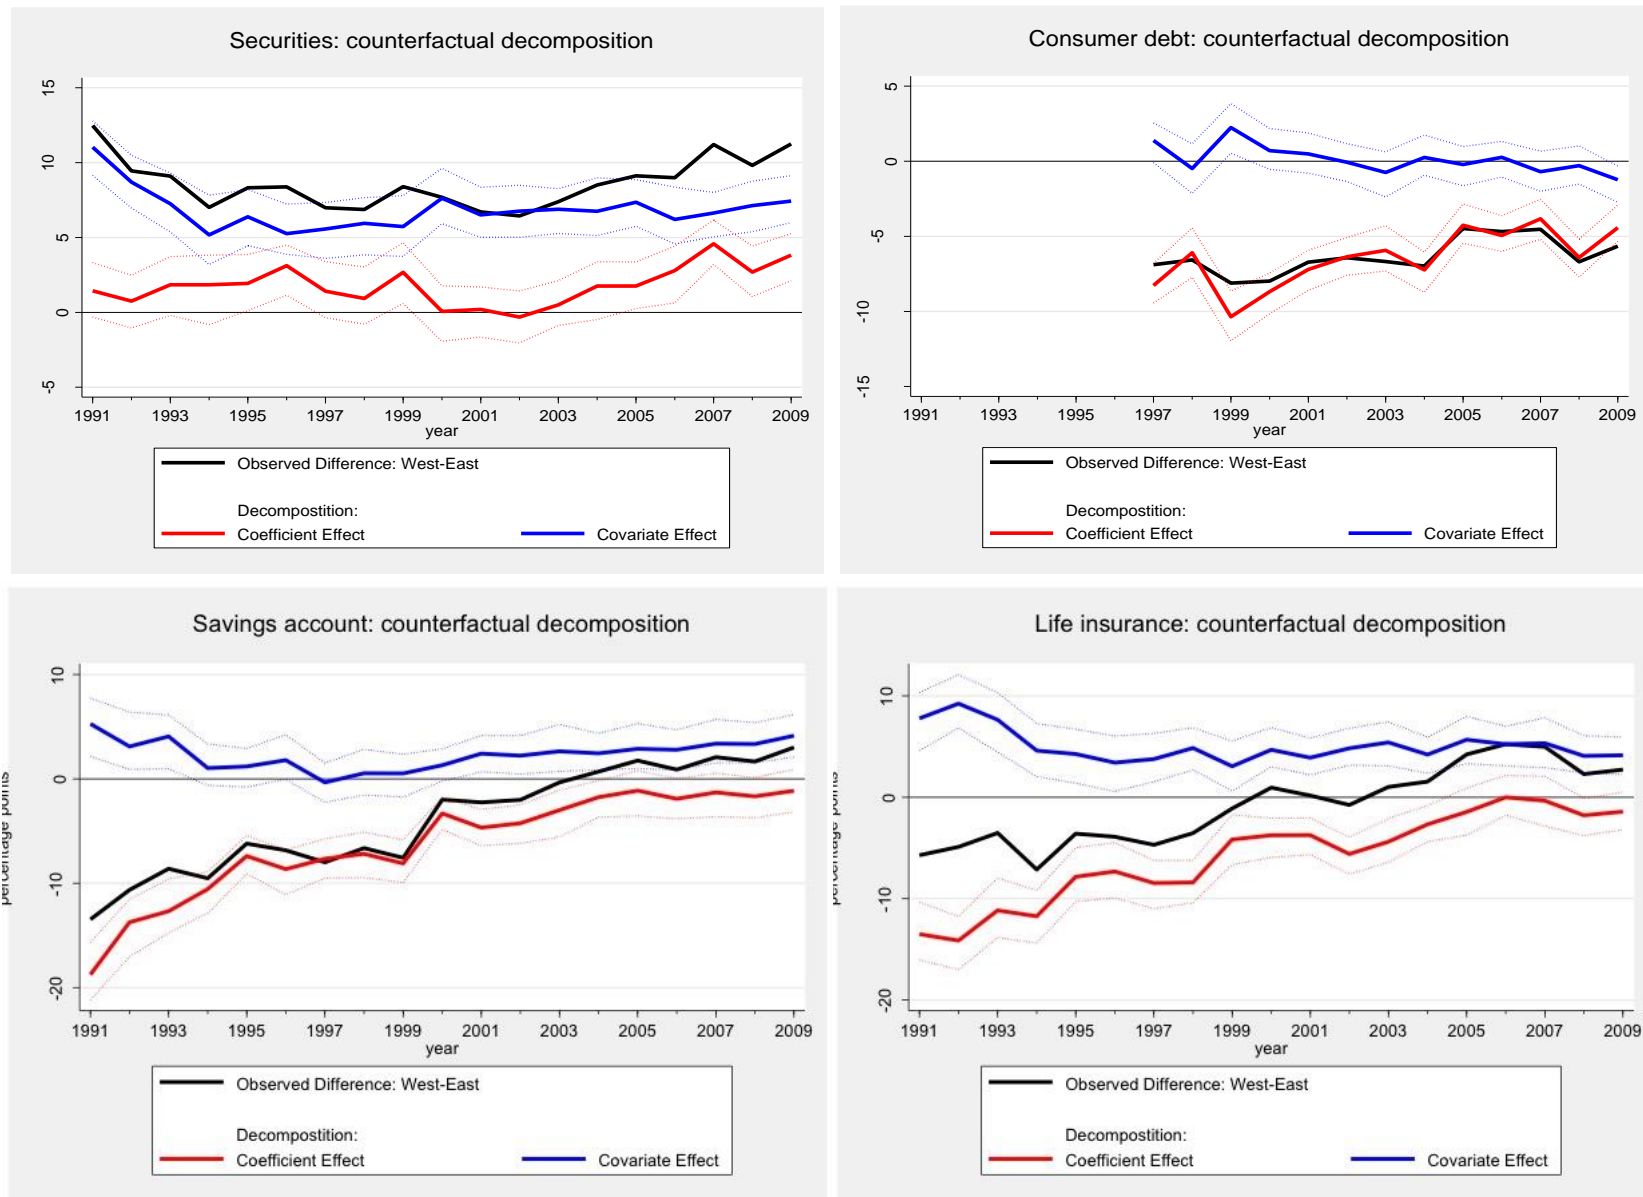 Securities: counterfactual decomposition
15
10
5
0
-5
1991 1993 1995 1997 1999 2001 2003 2005 2007 2009
year
Observed Difference: West-East
Decompostition:
Coefficient Effect Covariate Effect
Consumer debt: counterfactual decomposition
5
0
-5
-10
-15
1991 1993 1995 1997 1999 2001 2003 2005 2007 2009
year
Observed Difference: West-East
Decompostition:
Coefficient Effect Covariate Effect
Savings account: counterfactual decomposition
percentage points
10
0
-10
-20
1991 1993 1995 1997 1999 2001 2003 2005 2007 2009
year
Observed Difference: West-East
Decompostition:
Coefficient Effect Covariate Effect
Life insurance: counterfactual decomposition
percentage points
10
0
-10
-20
1991 1993 1995 1997 1999 2001 2003 2005 2007 2009
year
Observed Difference: West-East
Decompostition:
Coefficient Effect Covariate Effect